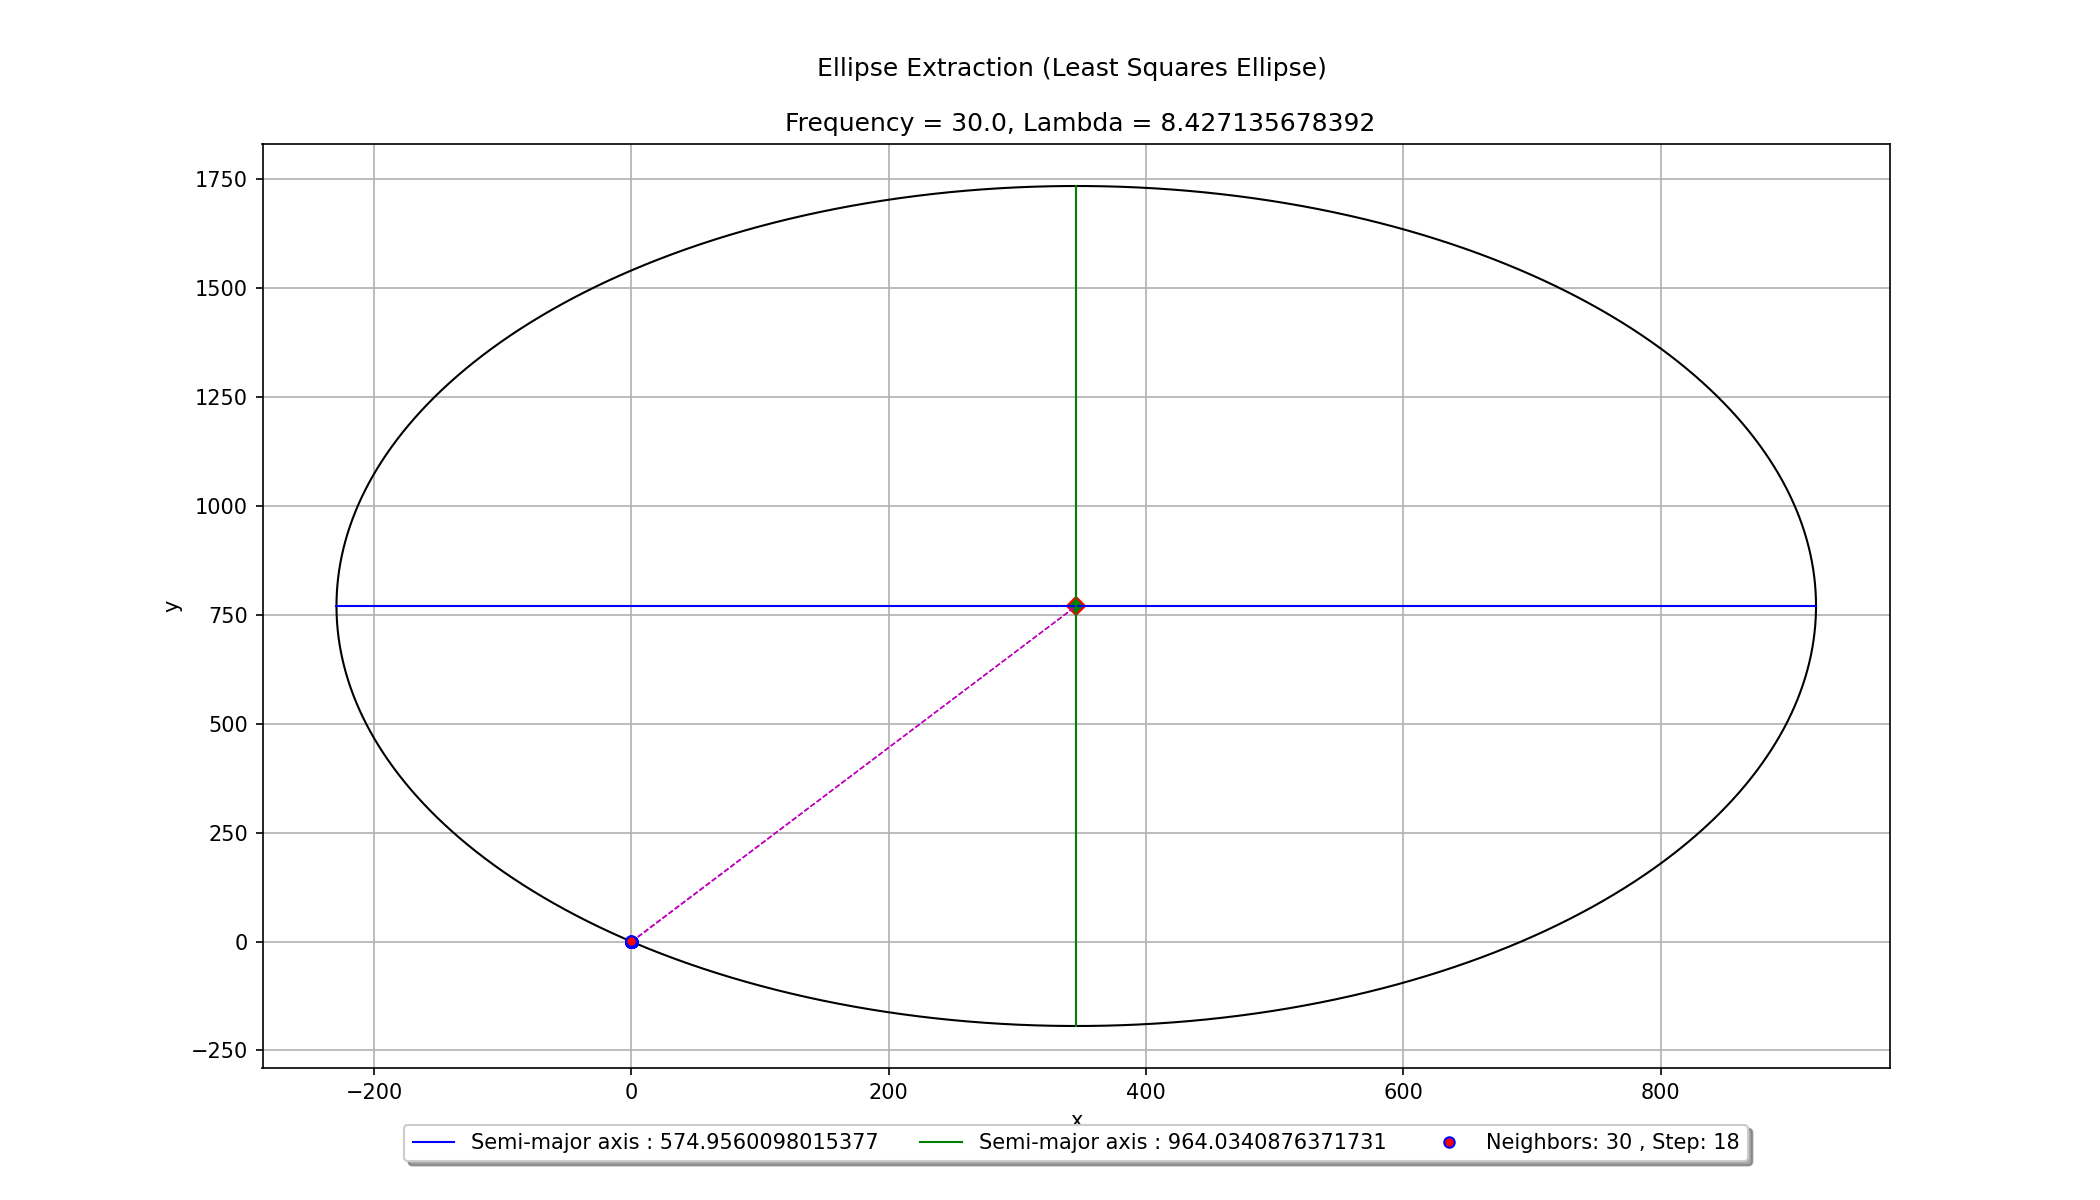 Ellipse Extraction (Least Squares Ellipse)
Frequency = 30.0, Lambda = 8.427135678392
1750
1500
1250
1000
750
500
250
0
−250
y
−200
0
200
400
600
800
x
Semi-major axis : 574.9560098015377
Semi-major axis : 964.0340876371731
Neighbors: 30 , Step: 18